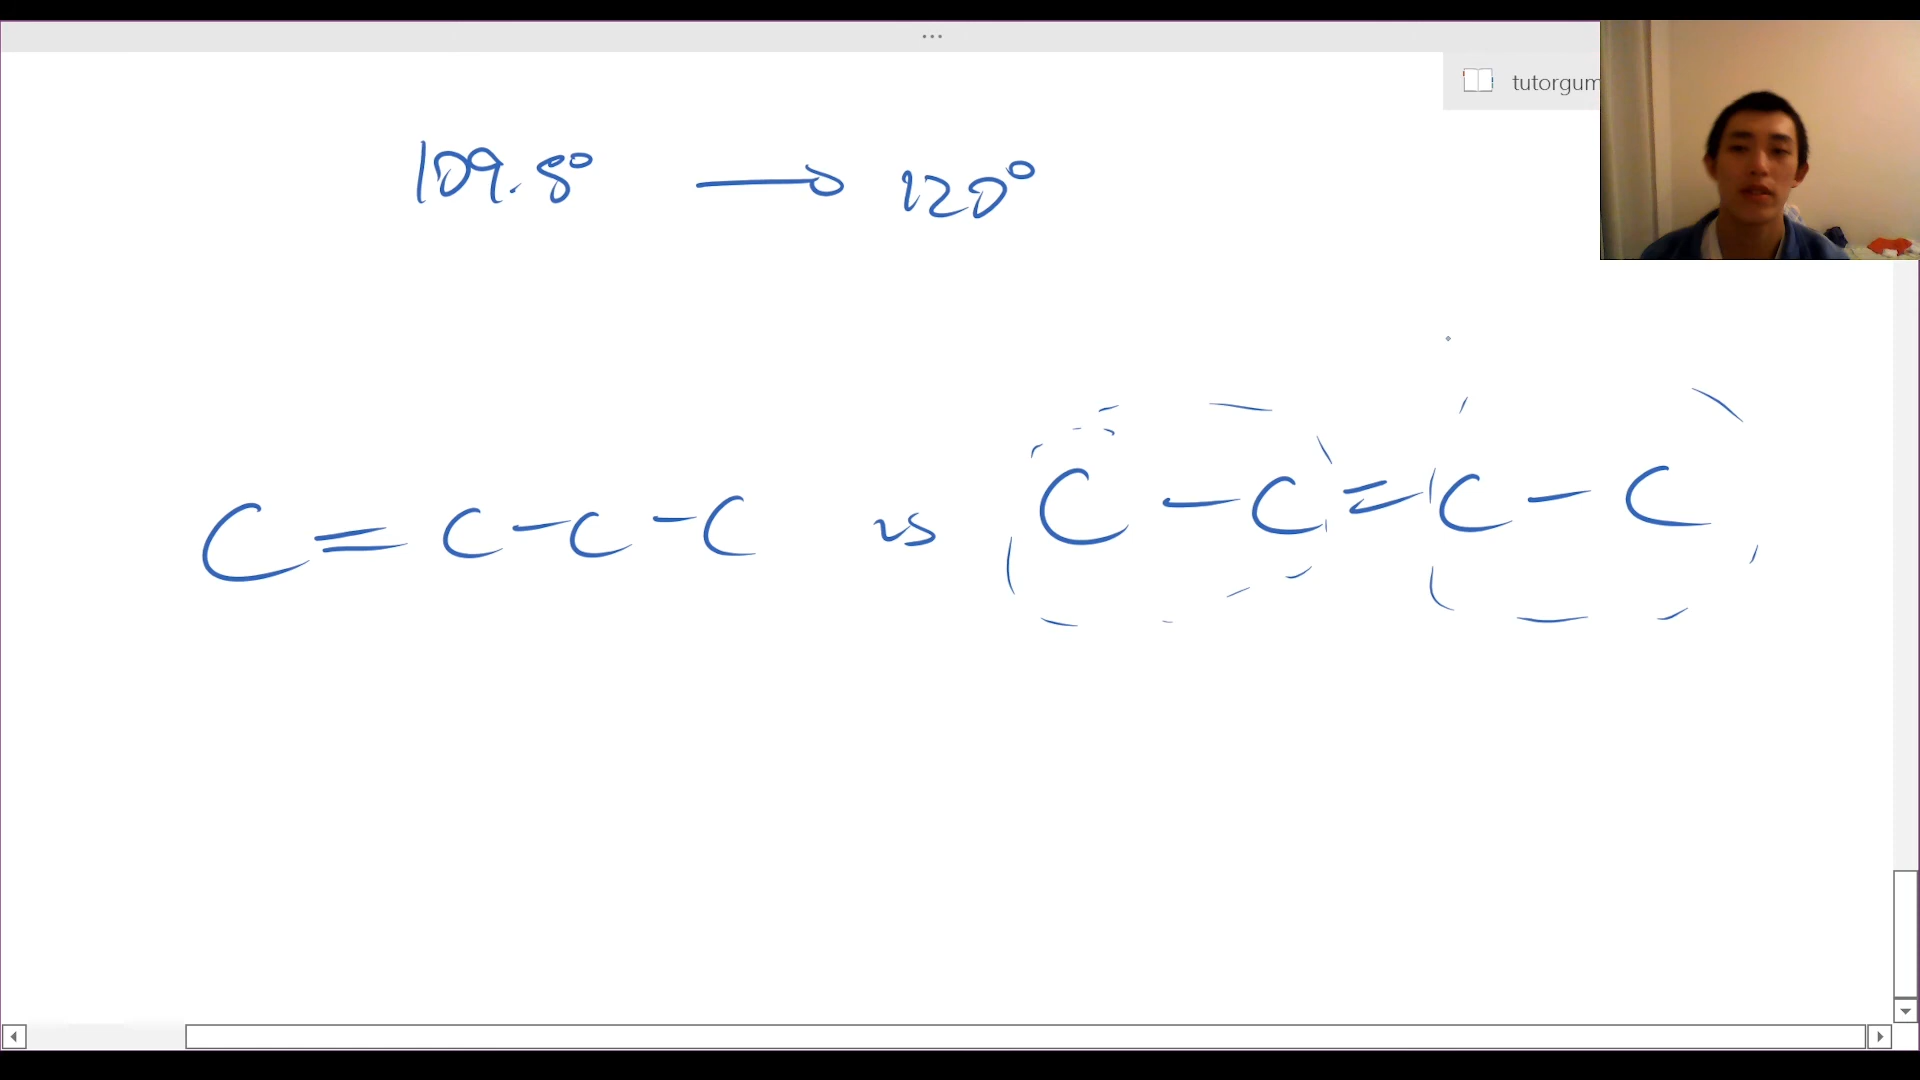 tutorgum
109.8° → 120°
C = C - C - C vs C - C = C - C